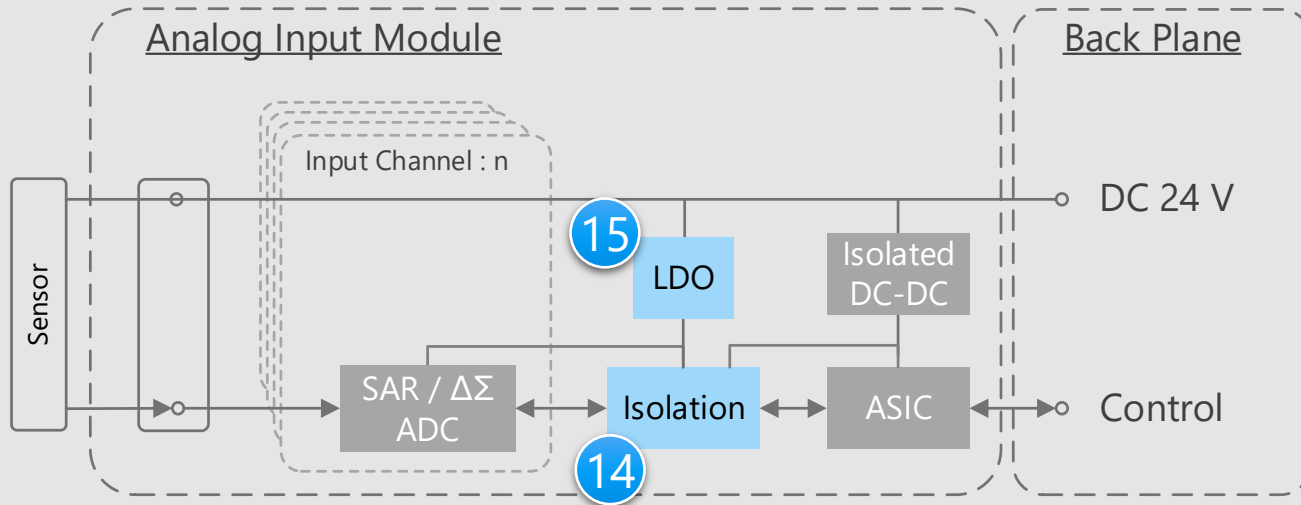 Analog Input Module
Back Plane
Input Channel : n
Sensor
DC 24 V
15
LDO
Isolated
DC-DC
SAR / ΔΣ
ADC
Isolation
ASIC
Control
14